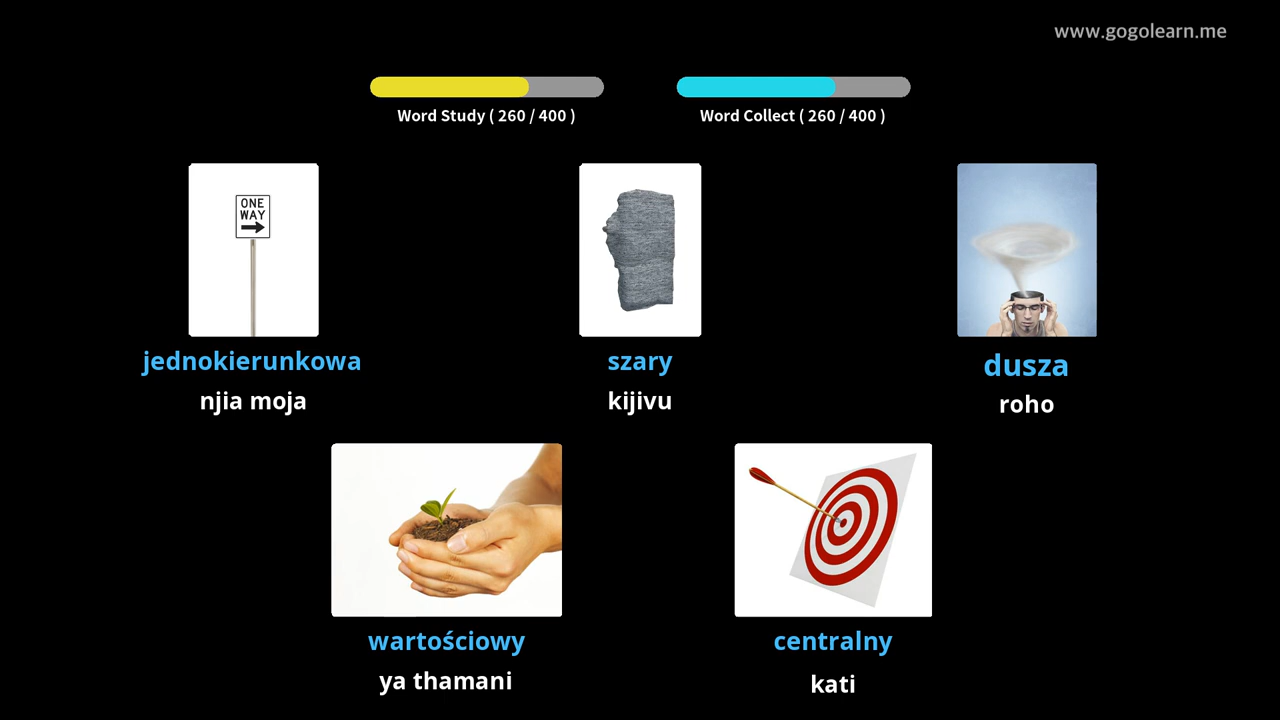 www.gogolearn.me
Word Study ( 260 / 400 )
Word Collect ( 260 / 400 )
ONE
WAY
jednokierunkowa
njia moja
szary
kijivu
dusza
roho
wartościowy
ya thamani
centralny
kati